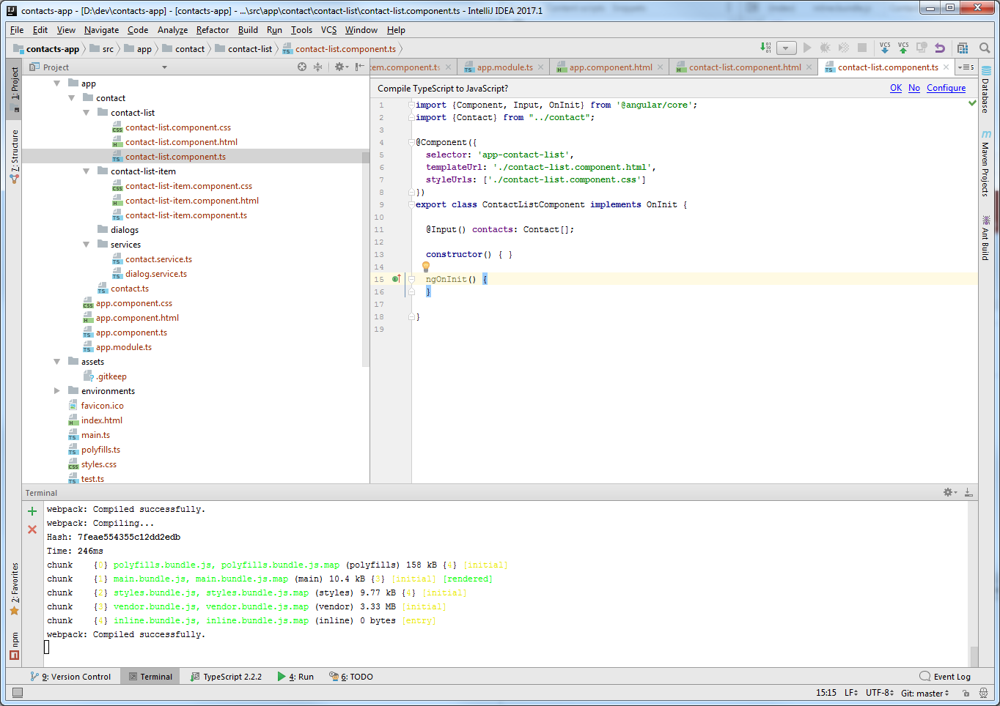 contacts-app - [D:\dev\contacts-app] - [contacts-app] - ...\src\app\contact\contact-list\contact-list.component.ts - IntelliJ IDEA 2017.1
File Edit View Navigate Code Analyze Refactor Build Run Tools VCS Window Help
contacts-app src app contact contact-list contact-list.component.ts
VCS VCS
1: Project
7: Structure
2: Favorites
npm
Project
app
contact
contact-list
contact-list.component.css
contact-list.component.html
contact-list.component.ts
contact-list-item
contact-list-item.component.css
contact-list-item.component.html
contact-list-item.component.ts
dialogs
services
contact.service.ts
dialog.service.ts
contact.ts
app.component.css
app.component.html
app.component.ts
app.module.ts
assets
.gitkeep
environments
favicon.ico
index.html
main.ts
polyfills.ts
styles.css
test.ts
tem.component.ts app.module.ts app.component.html contact-list.component.html contact-list.component.ts
Compile TypeScript to JavaScript? OK No Configure
1 import {Component, Input, OnInit} from '@angular/core';
2 import {Contact} from "../contact";
3
4 @Component({
5 selector: 'app-contact-list',
6 templateUrl: './contact-list.component.html',
7 styleUrls: ['./contact-list.component.css']
8 })
9 export class ContactListComponent implements OnInit {
10
11 @Input() contacts: Contact[];
12
13 constructor() { }
14
15 ngOnInit() {
16 }
17
18 }
19
Database
Maven Projects
Ant Build
Terminal
webpack: Compiled successfully.
webpack: Compiling...
Hash: 7feae554355c12dd2edb
Time: 246ms
chunk {0} polyfills.bundle.js, polyfills.bundle.js.map (polyfills) 158 kB {4} [initial]
chunk {1} main.bundle.js, main.bundle.js.map (main) 10.4 kB {3} [initial] [rendered]
chunk {2} styles.bundle.js, styles.bundle.js.map (styles) 9.77 kB {4} [initial]
chunk {3} vendor.bundle.js, vendor.bundle.js.map (vendor) 3.33 MB [initial]
chunk {4} inline.bundle.js, inline.bundle.js.map (inline) 0 bytes [entry]
webpack: Compiled successfully.
9: Version Control Terminal TypeScript 2.2.2 4: Run 6: TODO Event Log
15:15 LF UTF-8 Git: master